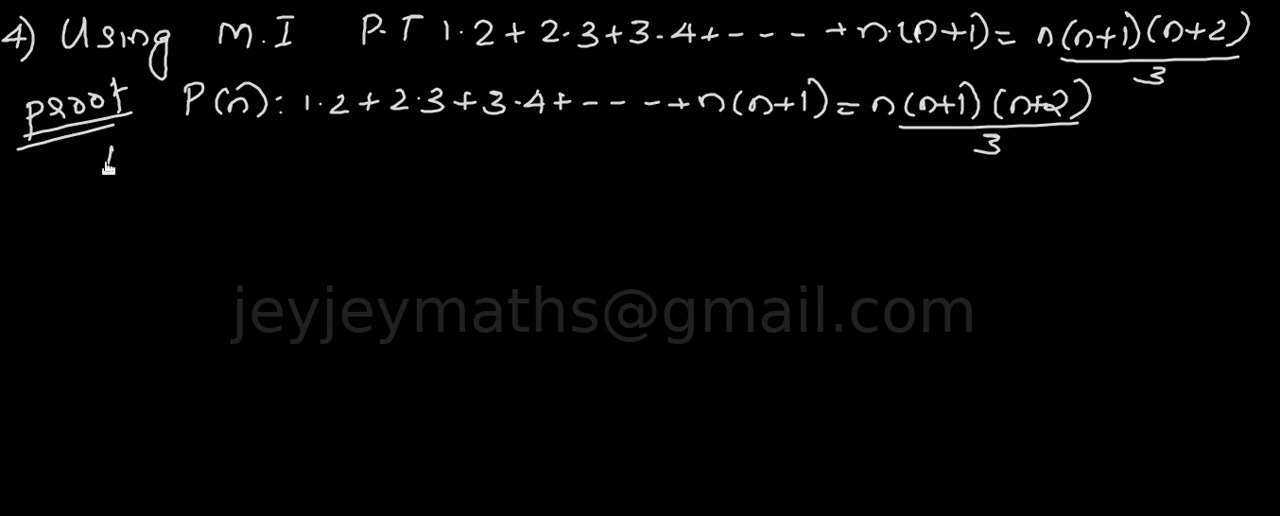 4) Using M.I P.T 1·2+2·3+3·4+----+n·(n+1)= n(n+1)(n+2)/3
Proof P(n): 1·2+2·3+3·4+----+n(n+1)= n(n+1)(n+2)/3
jeyjeymaths@gmail.com